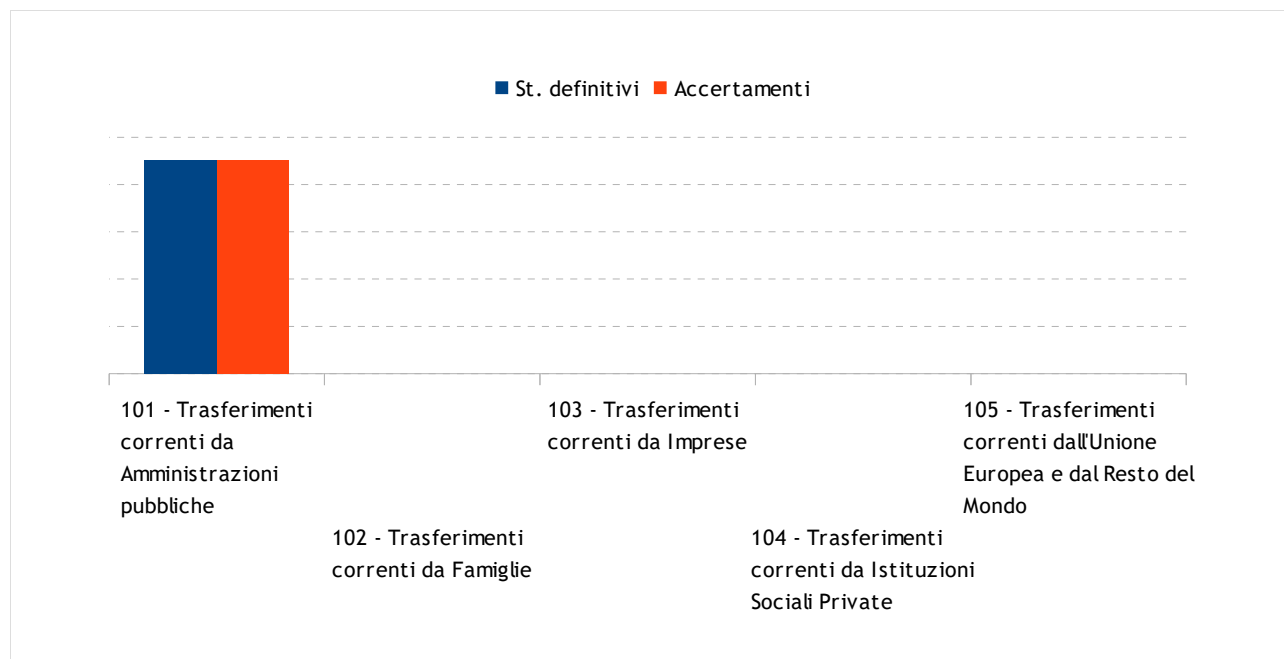 St. definitivi Accertamenti
101 - Trasferimenti
correnti da
Amministrazioni
pubbliche
102 - Trasferimenti
correnti da Famiglie
103 - Trasferimenti
correnti da Imprese
104 - Trasferimenti
correnti da Istituzioni
Sociali Private
105 - Trasferimenti
correnti dall'Unione
Europea e dal Resto del
Mondo